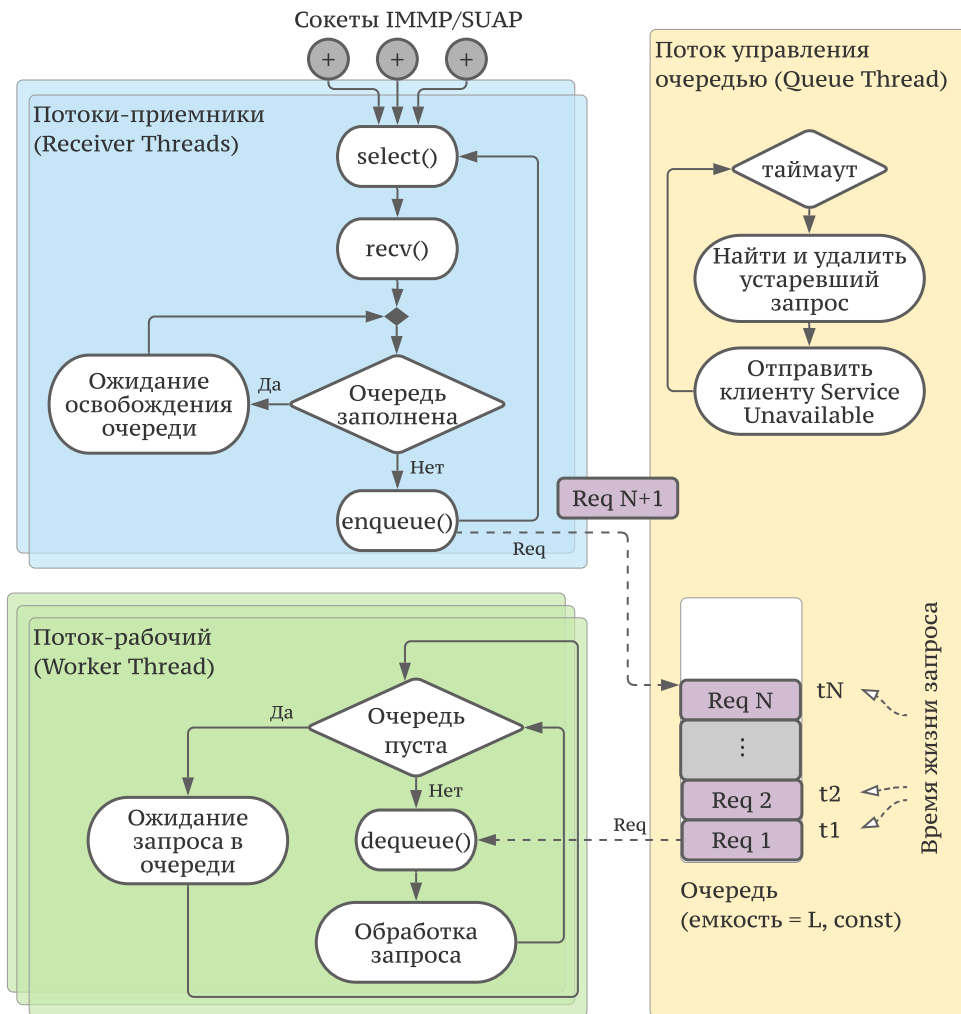 Сокеты IMMP/SUAP
+ + +
Потоки-приемники
(Receiver Threads)
select()
recv()
Ожидание
освобождения
очереди
Да
Очередь
заполнена
Нет
enqueue()
Req
Req N+1
Поток управления
очередью (Queue Thread)
таймаут
Найти и удалить
устаревший
запрос
Отправить
клиенту Service
Unavailable
Поток-рабочий
(Worker Thread)
Очередь
пуста
Да
Нет
Ожидание
запроса в
очереди
dequeue()
Req
Обработка
запроса
Req N
tN
⋮
Req 2
t2
Req 1
t1
Время жизни запроса
Очередь
(емкость = L, const)